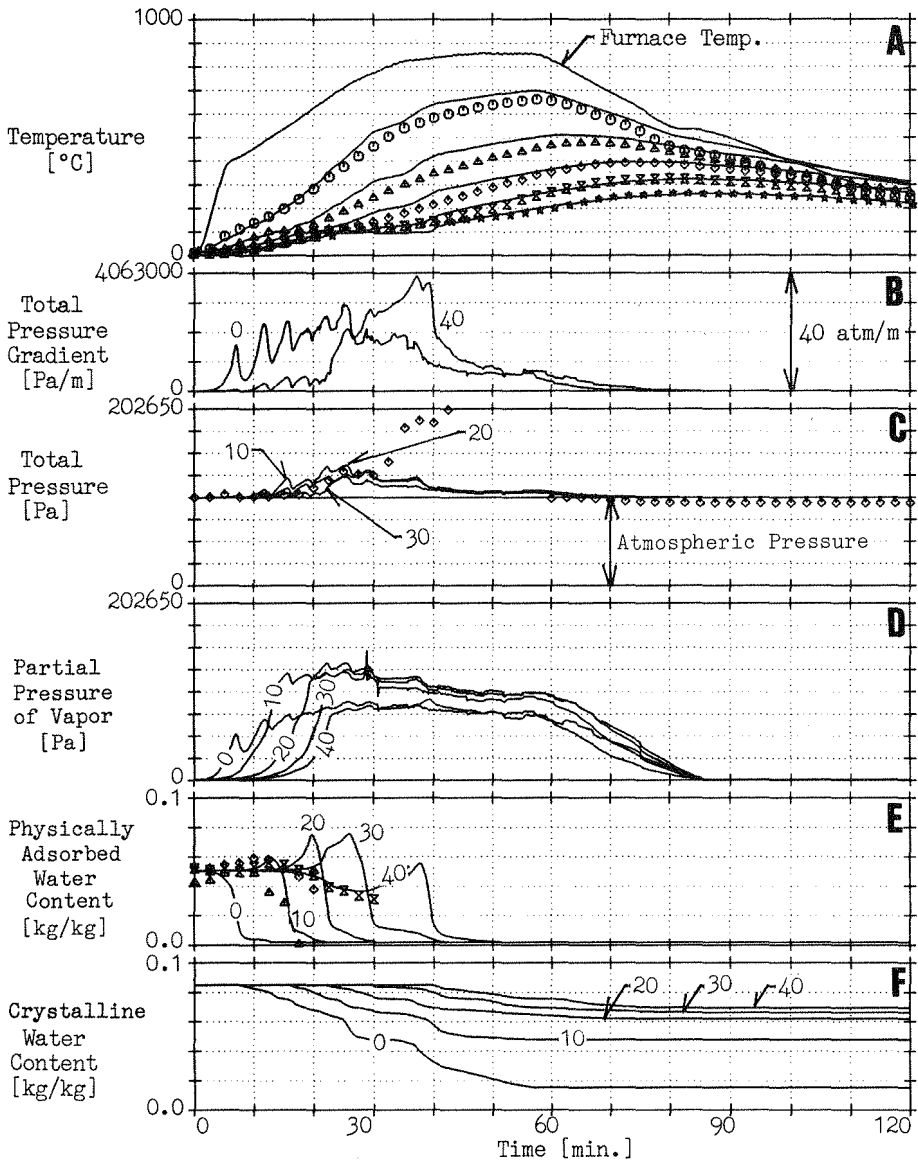 1000
A
Furnace Temp.
Temperature
[°C]
0
4063000
B
Total
Pressure
Gradient
[Pa/m]
0
40
40 atm/m
0
202650
C
10
20
Total
Pressure
[Pa]
30
Atmospheric Pressure
0
202650
D
Partial
Pressure
of Vapor
[Pa]
0
10
20
30
40
0
0.1
E
Physically
Adsorbed
Water
Content
[kg/kg]
20
30
40
0
10
0.0
0.1
F
20
30
40
Crystalline
Water
Content
[kg/kg]
0
10
0.0
0
30
60
90
120
Time [min.]